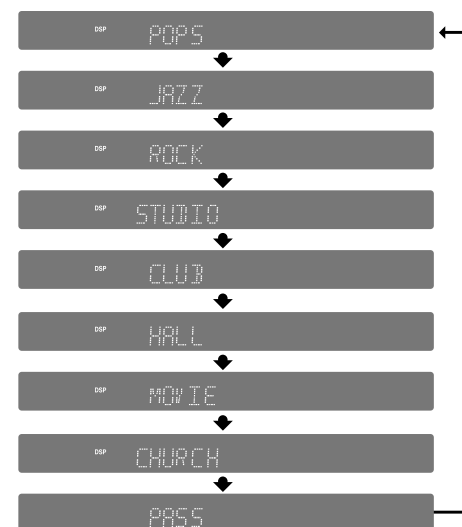 DSP POPS
DSP JAZZ
DSP ROCK
DSP STUDIO
DSP CLUB
DSP HALL
DSP MOVIE
DSP CHURCH
PASS